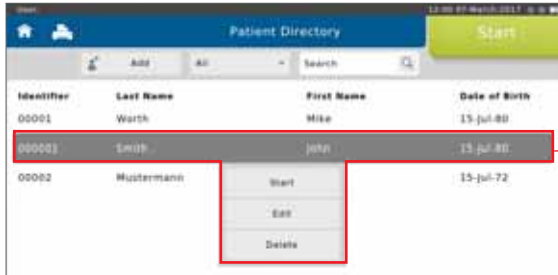 12:00 07-March-2017
Patient Directory
Start
Add All Search
Identifier Last Name First Name Date of Birth
00001 Worth Mike 15-Jul-80
000001 Smith John 15-Jul-80
00002 Mustermann 15-Jul-72
Start
Edit
Delete